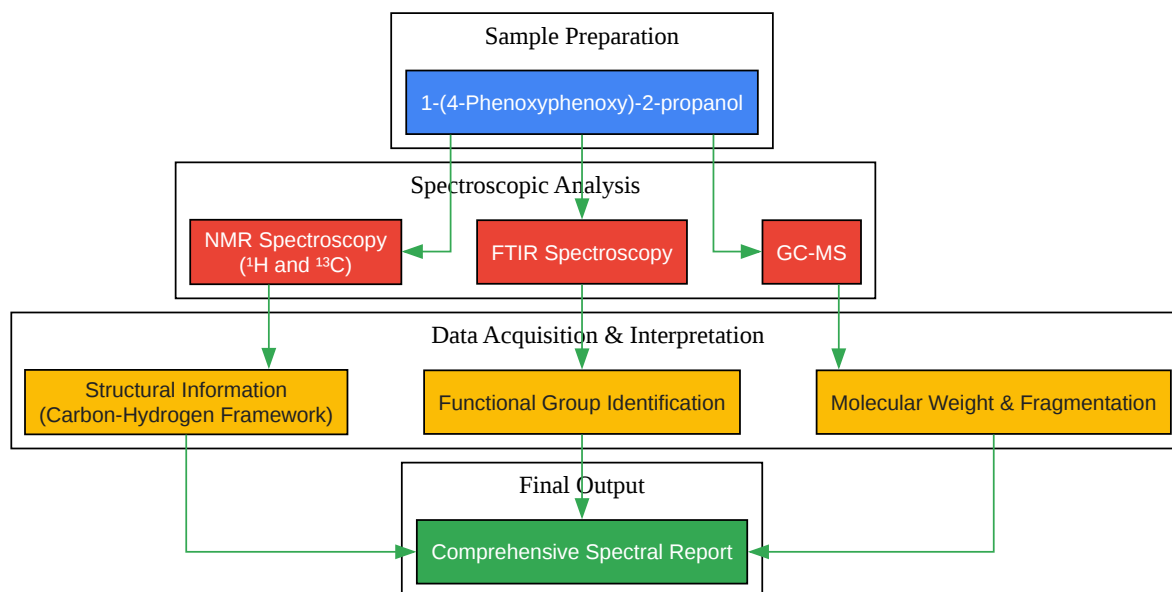 Sample Preparation
1-(4-Phenoxyphenoxy)-2-propanol
Spectroscopic Analysis
NMR Spectroscopy
(¹H and ¹³C)
FTIR Spectroscopy
GC-MS
Data Acquisition & Interpretation
Structural Information
(Carbon-Hydrogen Framework)
Functional Group Identification
Molecular Weight & Fragmentation
Final Output
Comprehensive Spectral Report